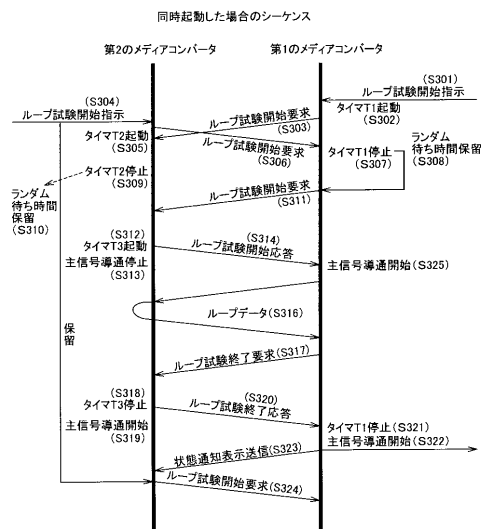 同時起動した場合のシーケンス
第2のメディアコンバータ
第1のメディアコンバータ
(S301)
ループ試験開始指示
(S304)
ループ試験開始指示
タイマT1起動
(S302)
ループ試験開始要求
(S303)
タイマT2起動
(S305)
ループ試験開始要求
(S306)
タイマT1停止
(S307)
ランダム
待ち時間保留
(S308)
タイマT2停止
(S309)
ランダム
待ち時間
保留
(S310)
ループ試験開始要求
(S311)
(S312)
タイマT3起動
主信号導通停止
(S313)
(S314)
ループ試験開始応答
主信号導通開始(S325)
ループデータ(S316)
保留
ループ試験終了要求(S317)
(S318)
タイマT3停止
主信号導通開始
(S319)
(S320)
ループ試験終了応答
タイマT1停止(S321)
主信号導通開始(S322)
状態通知表示送信(S323)
ループ試験開始要求(S324)